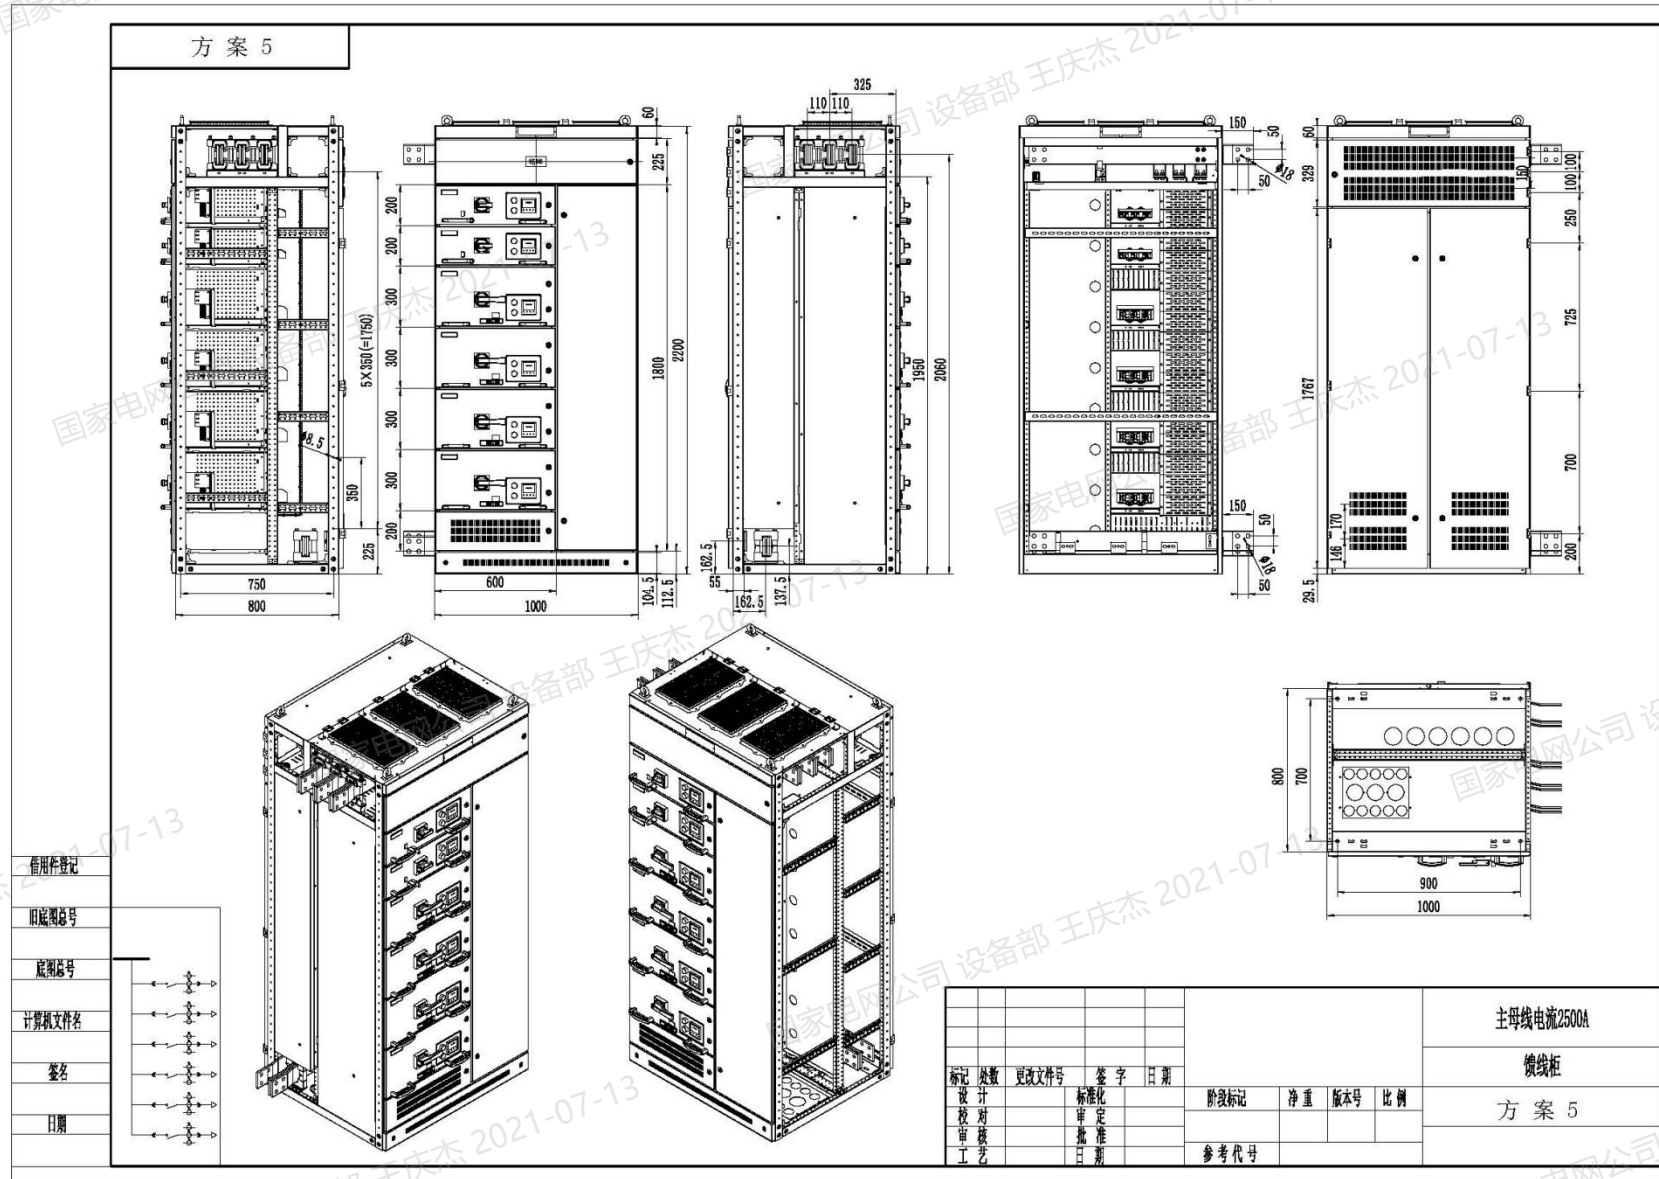 方 案 5
325
110 110
60
225
200
200
300
300
300
300
200
1800
2200
5×350(=1750)
ø8.5
350
225
750
800
600
1000
104.5
112.5
1950
2060
162.5
55
162.5
137.5
150
50
ø18
50
150
50
ø18
50
60
329
1767
150
100
100
250
725
700
200
170
146
29.5
800
700
900
1000
借用件登记
旧底图总号
底图总号
计算机文件名
签名
日期
主母线电流2500A
馈线柜
方 案 5
标记 处数 更改文件号 签 字 日 期
设 计 标准化
校 对 审 定
审 核 批 准
工 艺 日 期
阶段标记 净 重 版本号 比 例
参 考 代 号
国家电网公司 设备部 王庆杰 2021-07-13